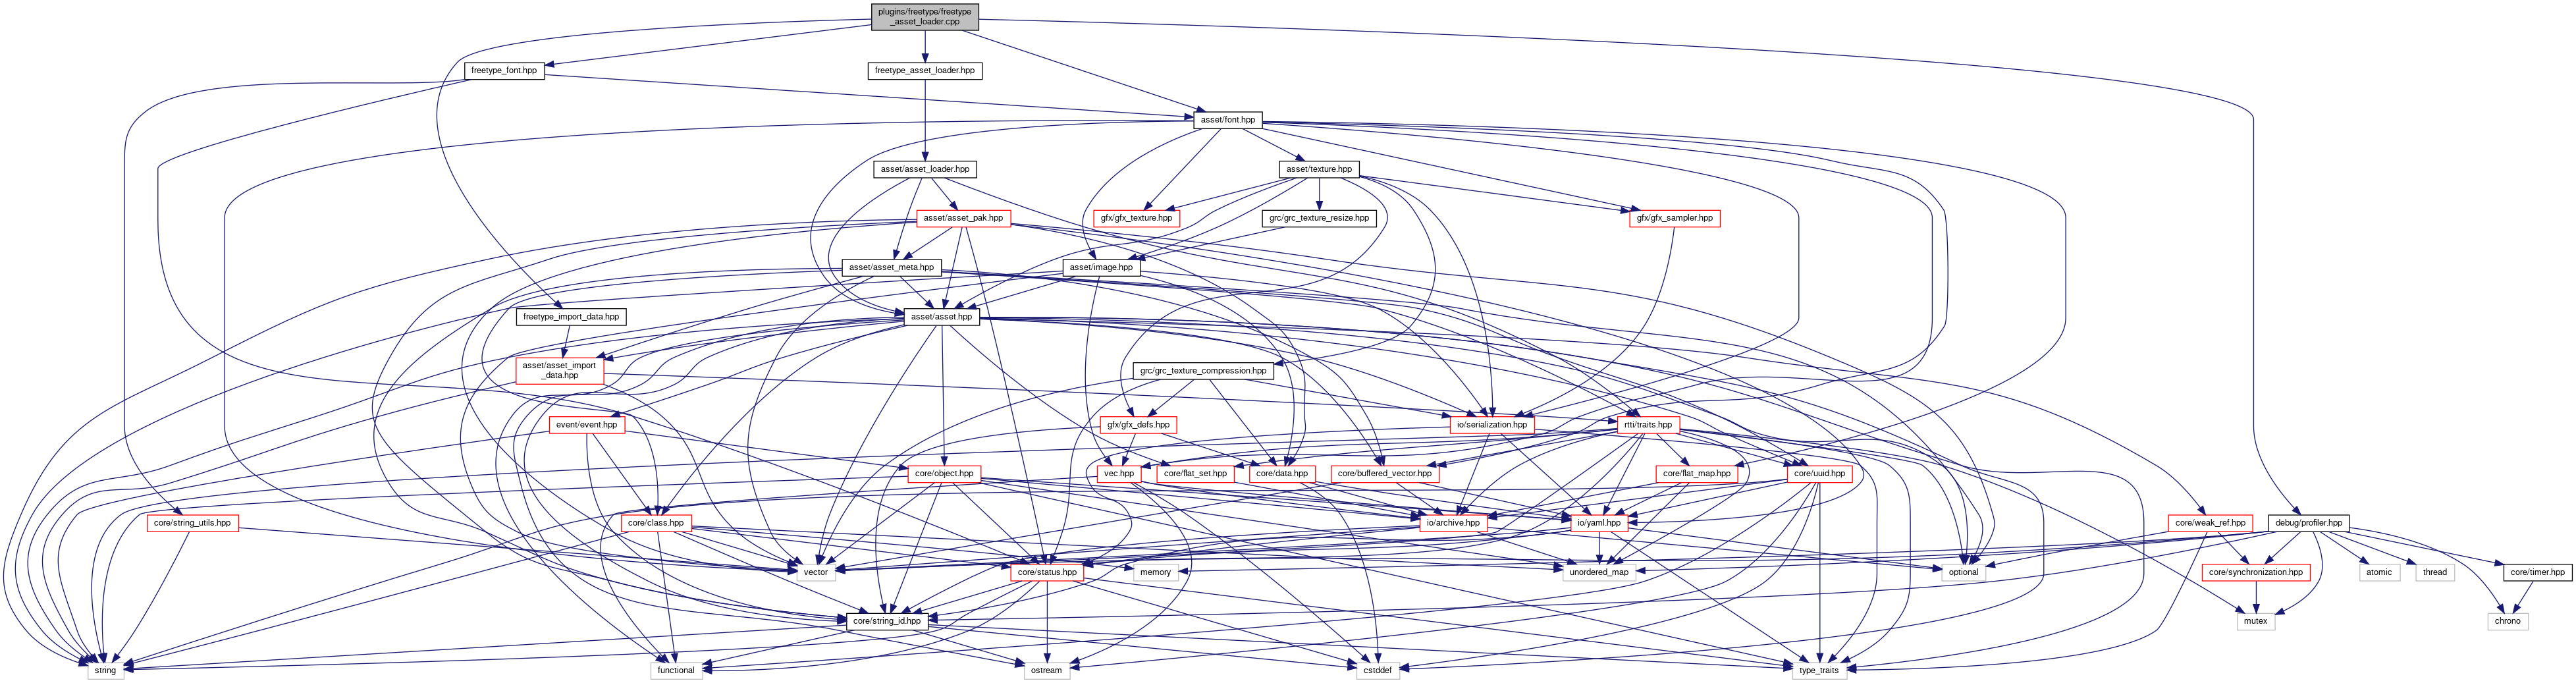 plugins/freetype/freetype
_asset_loader.cpp
freetype_font.hpp
freetype_asset_loader.hpp
asset/font.hpp
asset/asset_loader.hpp
asset/texture.hpp
asset/asset_pak.hpp
gfx/gfx_texture.hpp
grc/grc_texture_resize.hpp
gfx/gfx_sampler.hpp
asset/asset_meta.hpp
asset/image.hpp
freetype_import_data.hpp
asset/asset.hpp
asset/asset_import
_data.hpp
grc/grc_texture_compression.hpp
event/event.hpp
gfx/gfx_defs.hpp
io/serialization.hpp
rtti/traits.hpp
core/object.hpp
vec.hpp
core/flat_set.hpp
core/data.hpp
core/buffered_vector.hpp
core/flat_map.hpp
core/uuid.hpp
core/string_utils.hpp
core/class.hpp
io/archive.hpp
io/yaml.hpp
core/weak_ref.hpp
debug/profiler.hpp
vector
core/status.hpp
memory
unordered_map
optional
core/synchronization.hpp
atomic
thread
core/timer.hpp
core/string_id.hpp
mutex
chrono
string
functional
ostream
cstddef
type_traits